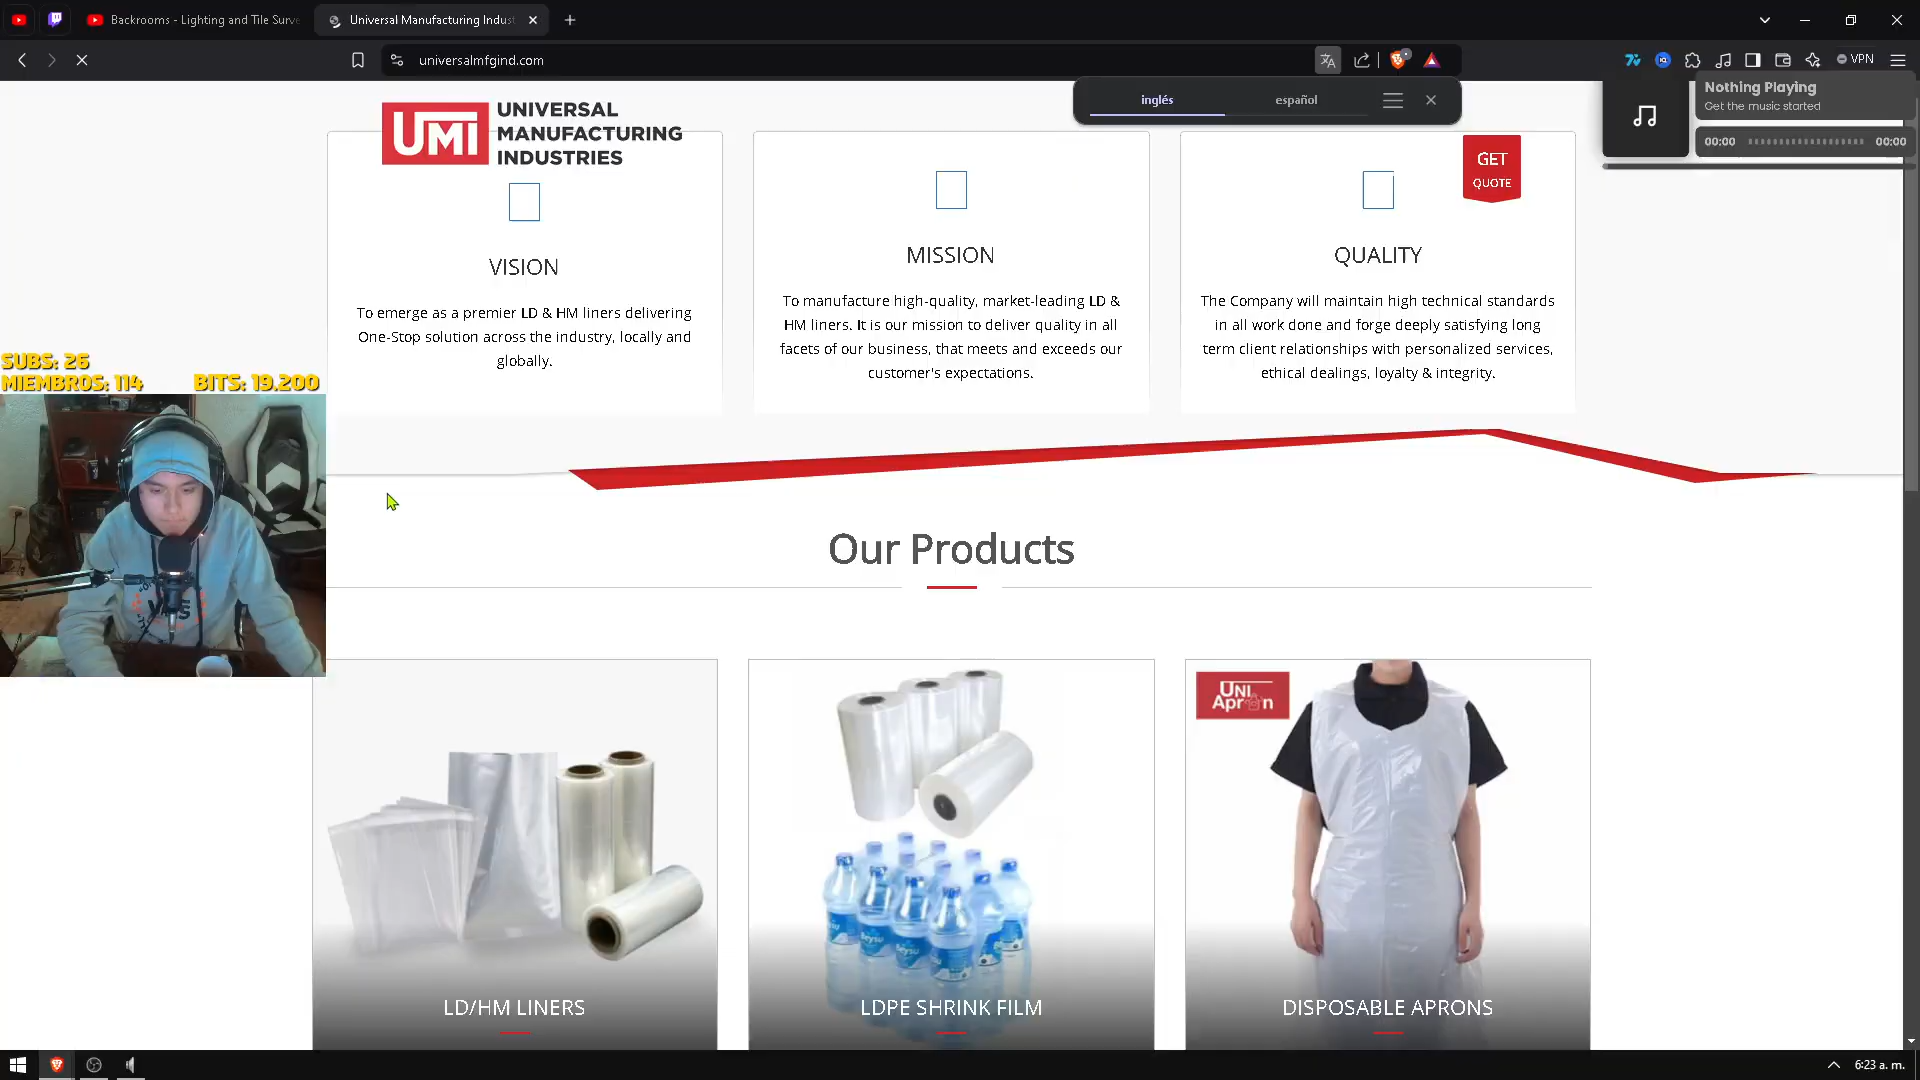 Backrooms - Lighting and Tile Surve
Universal Manufacturing Indust
universalmfgind.com
VPN
inglés
español
Nothing Playing
Get the music started
00:00
00:00
UMI
UNIVERSAL
MANUFACTURING
INDUSTRIES
GET
QUOTE
VISION
To emerge as a premier LD & HM liners delivering
One-Stop solution across the industry, locally and
globally.
MISSION
To manufacture high-quality, market-leading LD &
HM liners. It is our mission to deliver quality in all
facets of our business, that meets and exceeds our
customer's expectations.
QUALITY
The Company will maintain high technical standards
in all work done and forge deeply satisfying long
term client relationships with personalized services,
ethical dealings, loyalty & integrity.
SUBS: 26
MIEMBROS: 114
BITS: 19.200
Our Products
UNI
Apron
Beysu
LD/HM LINERS
LDPE SHRINK FILM
DISPOSABLE APRONS
6:23 a. m.